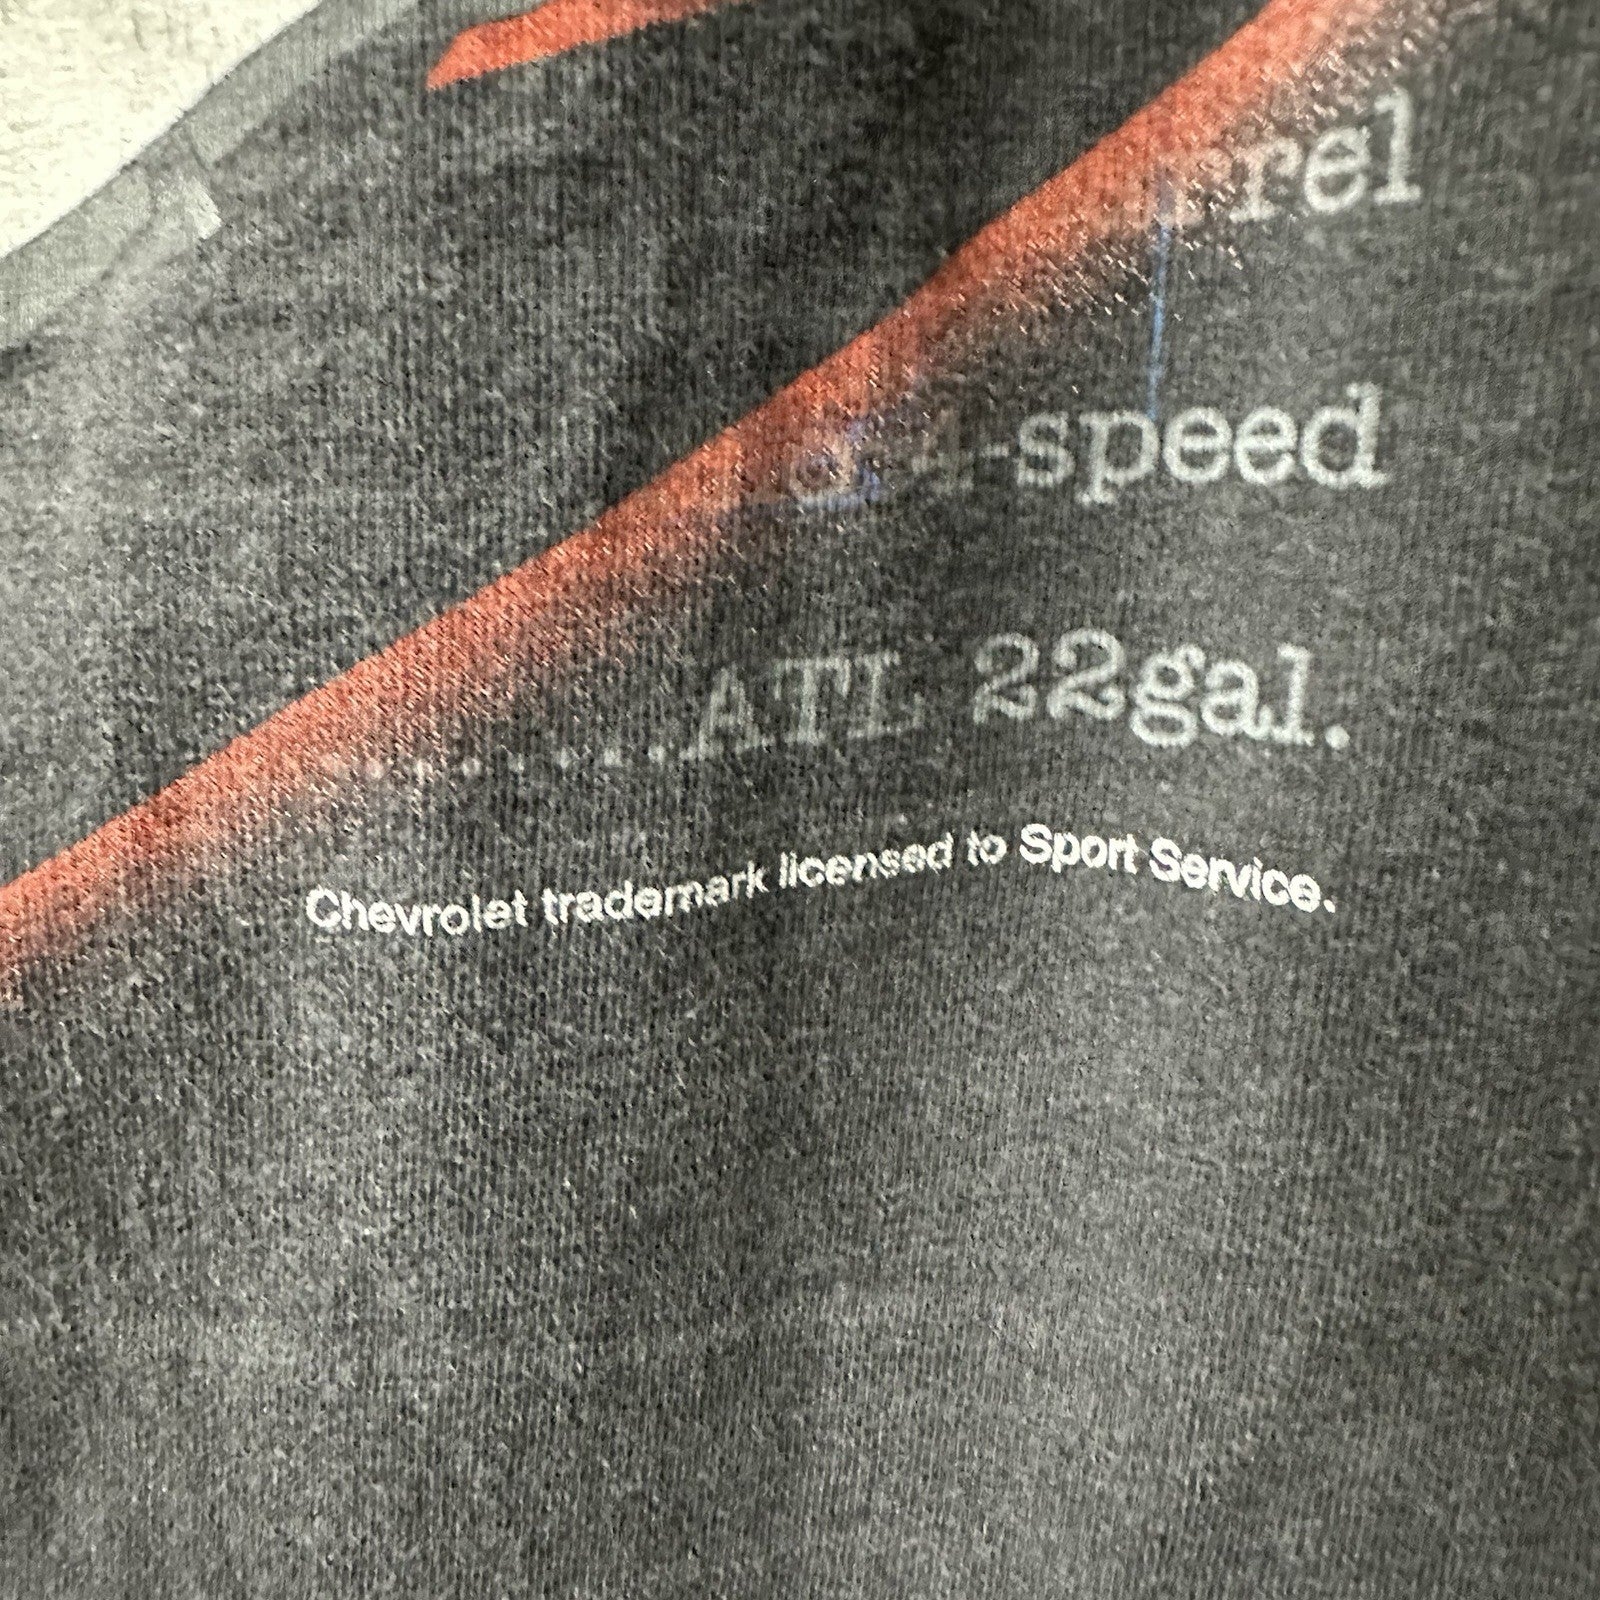 -speed
....ATL 22gal.
Chevrolet trademark licensed to Sport Service.